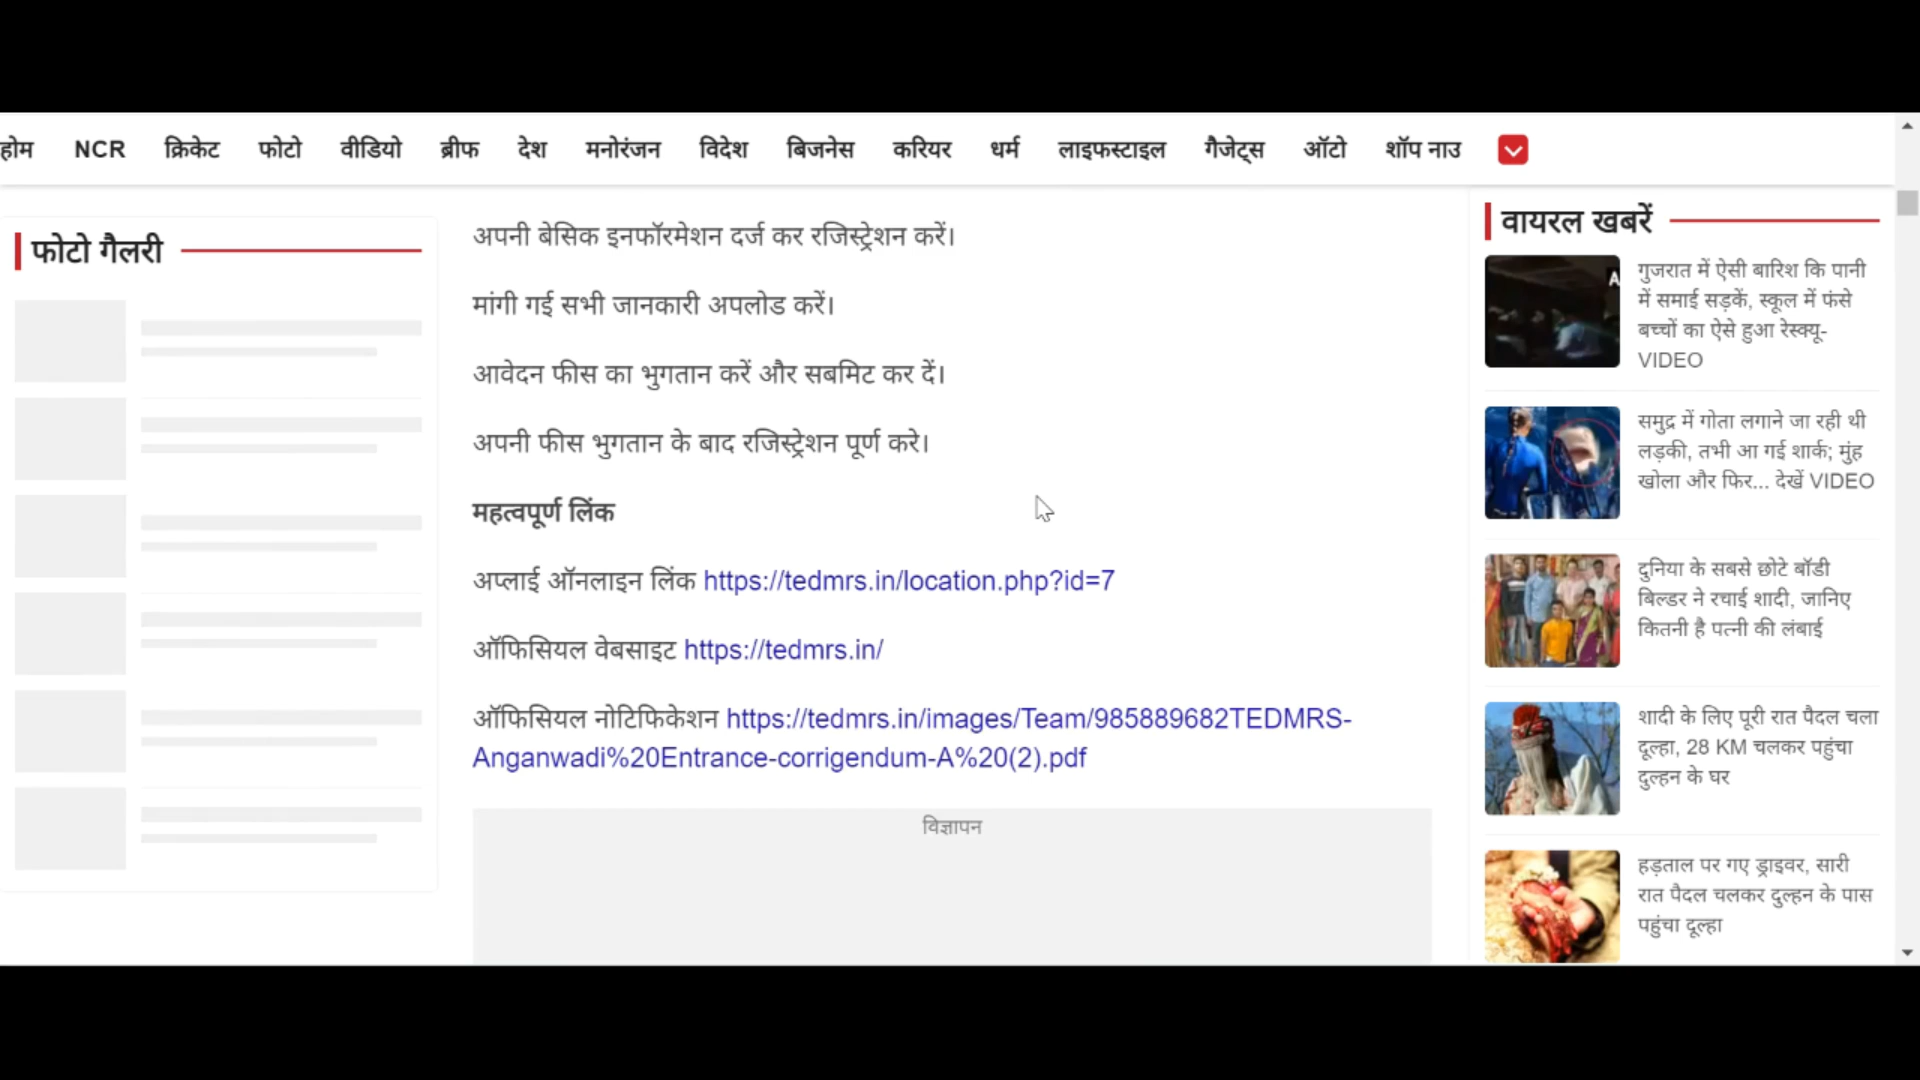 होम NCR क्रिकेट फोटो वीडियो ब्रीफ देश मनोरंजन विदेश बिजनेस करियर धर्म लाइफस्टाइल गैजेट्स ऑटो शॉप नाउ
फोटो गैलरी
अपनी बेसिक इनफॉरमेशन दर्ज कर रजिस्ट्रेशन करें।
मांगी गई सभी जानकारी अपलोड करें।
आवेदन फीस का भुगतान करें और सबमिट कर दें।
अपनी फीस भुगतान के बाद रजिस्ट्रेशन पूर्ण करे।
महत्वपूर्ण लिंक
अप्लाई ऑनलाइन लिंक https://tedmrs.in/location.php?id=7
ऑफिसियल वेबसाइट https://tedmrs.in/
ऑफिसियल नोटिफिकेशन https://tedmrs.in/images/Team/985889682TEDMRS-
Anganwadi%20Entrance-corrigendum-A%20(2).pdf
विज्ञापन
वायरल खबरें
A
गुजरात में ऐसी बारिश कि पानी
में समाई सड़कें, स्कूल में फंसे
बच्चों का ऐसे हुआ रेस्क्यू-
VIDEO
समुद्र में गोता लगाने जा रही थी
लड़की, तभी आ गई शार्क; मुंह
खोला और फिर... देखें VIDEO
दुनिया के सबसे छोटे बॉडी
बिल्डर ने रचाई शादी, जानिए
कितनी है पत्नी की लंबाई
शादी के लिए पूरी रात पैदल चला
दूल्हा, 28 KM चलकर पहुंचा
दुल्हन के घर
हड़ताल पर गए ड्राइवर, सारी
रात पैदल चलकर दुल्हन के पास
पहुंचा दूल्हा